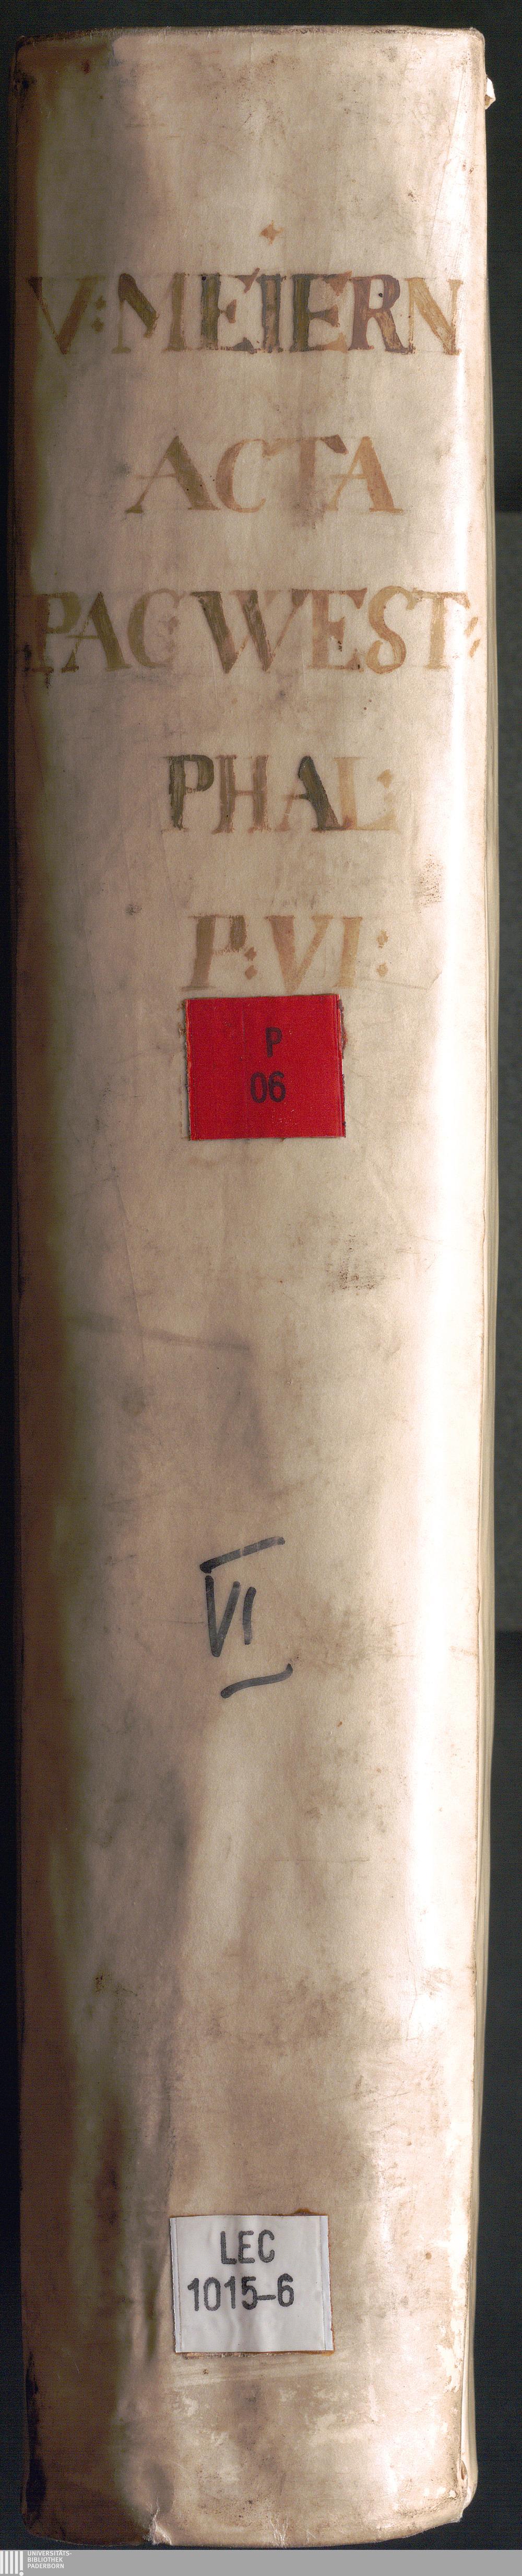 V: MEIERN
ACTA
PAC: WEST:
PHAL:
P: VI:
P
06
VI
LEC
1015-6
UNIVERSITÄTS-
BIBLIOTHEK
PADERBORN